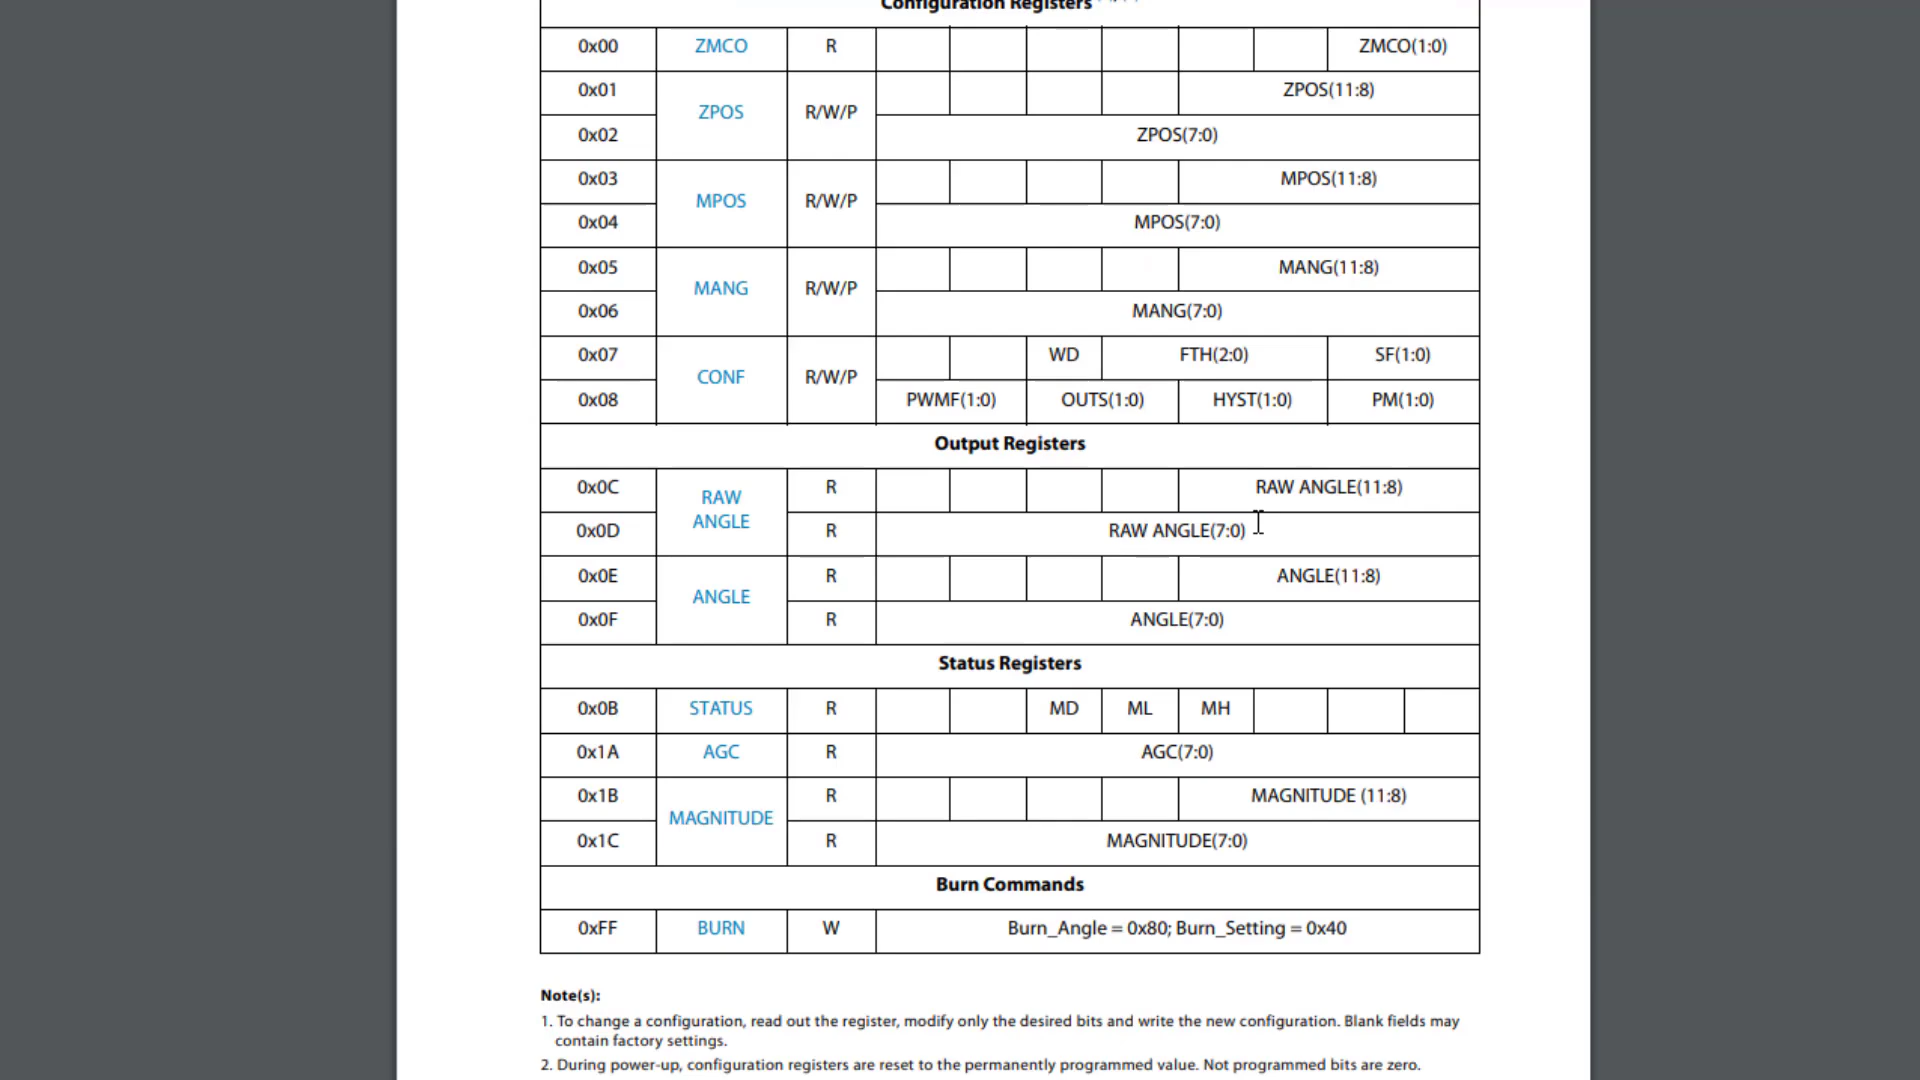 Configuration Registers
0x00 ZMCO R ZMCO(1:0)
0x01 ZPOS R/W/P ZPOS(11:8)
0x02 ZPOS(7:0)
0x03 MPOS R/W/P MPOS(11:8)
0x04 MPOS(7:0)
0x05 MANG R/W/P MANG(11:8)
0x06 MANG(7:0)
0x07 CONF R/W/P WD FTH(2:0) SF(1:0)
0x08 PWMF(1:0) OUTS(1:0) HYST(1:0) PM(1:0)
Output Registers
0x0C RAW ANGLE R RAW ANGLE(11:8)
0x0D R RAW ANGLE(7:0)
0x0E ANGLE R ANGLE(11:8)
0x0F R ANGLE(7:0)
Status Registers
0x0B STATUS R MD ML MH
0x1A AGC R AGC(7:0)
0x1B MAGNITUDE R MAGNITUDE (11:8)
0x1C R MAGNITUDE(7:0)
Burn Commands
0xFF BURN W Burn_Angle = 0x80; Burn_Setting = 0x40
Note(s):
1. To change a configuration, read out the register, modify only the desired bits and write the new configuration. Blank fields may
contain factory settings.
2. During power-up, configuration registers are reset to the permanently programmed value. Not programmed bits are zero.